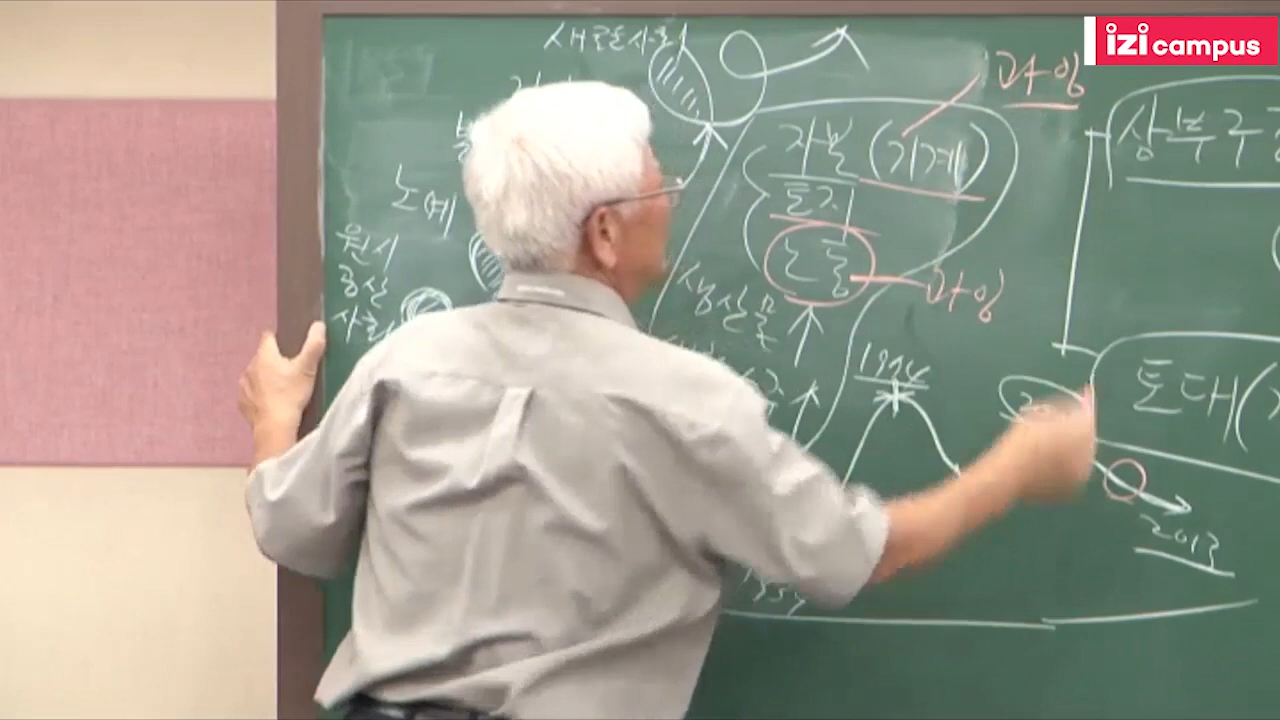 izi campus
새로운사회
과잉
자본 (기계)
토지
노동
과잉
노예
원시
공산
사회
생산물
1974
상부구
토대(
2013